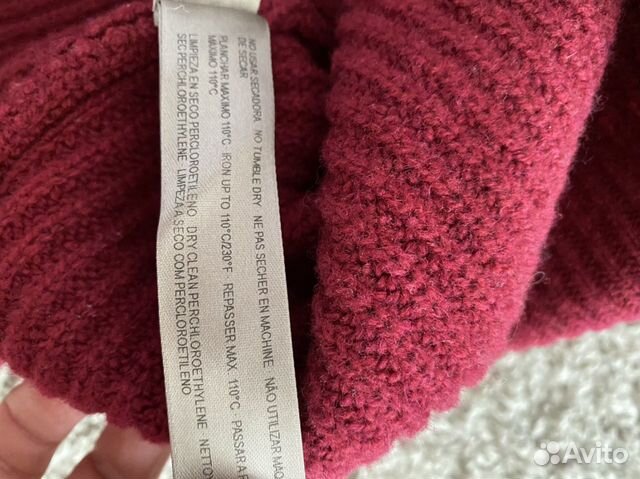 NO USAR SECADORA · NO TUMBLE DRY · NE PAS SECHER EN MACHINE · NÃO UTILIZAR MAQ
DE SECAR
PLANCHAR MAXIMO 110°C · IRON UP TO 110°C/230°F · REPASSER MAX. 110°C · PASSAR A F
MAXIMO 110°C
LIMPIEZA EN SECO PERCLOROETILENO · DRY CLEAN PERCHLOROETHYLENE · NETTOY
SEC PERCHLOROETHYLENE · LIMPEZA A SECO COM PERCLOROETILENO
Avito